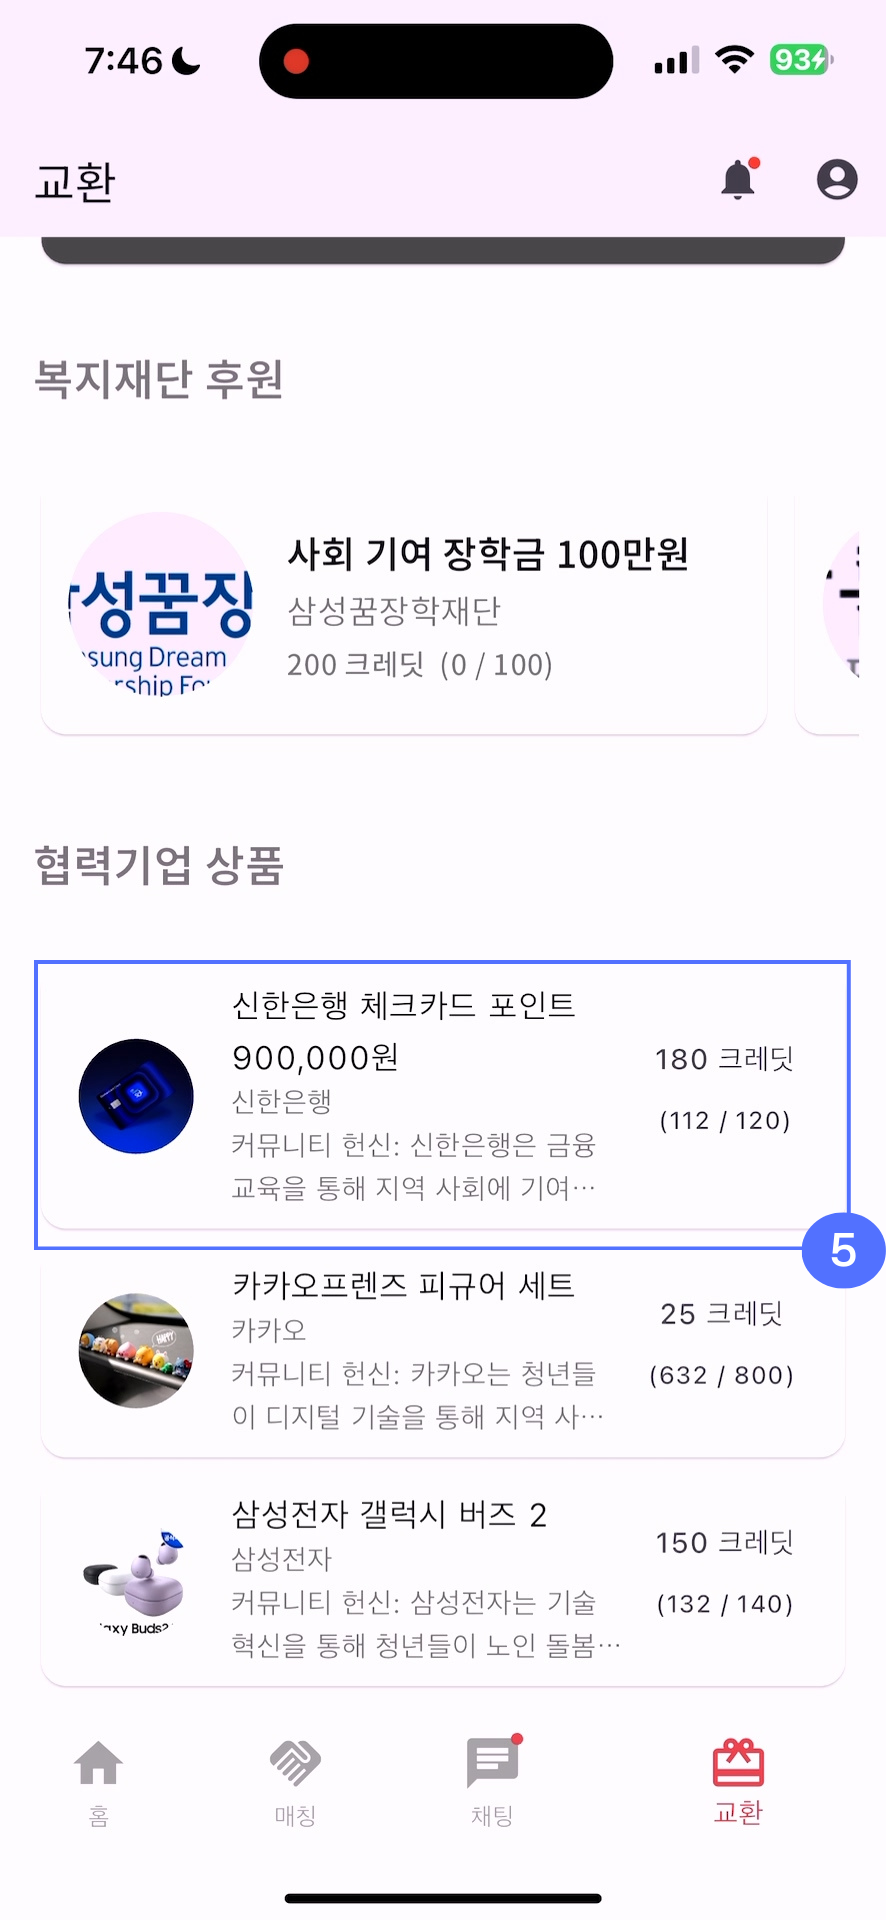 7:46
93
교환
복지재단 후원
성꿈장
sung Dream
rship Fo
사회 기여 장학금 100만원
삼성꿈장학재단
200 크레딧 (0 / 100)
협력기업 상품
신한은행 체크카드 포인트
900,000원
신한은행
커뮤니티 헌신: 신한은행은 금융
교육을 통해 지역 사회에 기여…
180 크레딧
(112 / 120)
5
카카오프렌즈 피규어 세트
카카오
커뮤니티 헌신: 카카오는 청년들
이 디지털 기술을 통해 지역 사…
25 크레딧
(632 / 800)
HAPPY
삼성전자 갤럭시 버즈 2
삼성전자
커뮤니티 헌신: 삼성전자는 기술
혁신을 통해 청년들이 노인 돌봄…
150 크레딧
(132 / 140)
axy Buds2
홈
매칭
채팅
교환